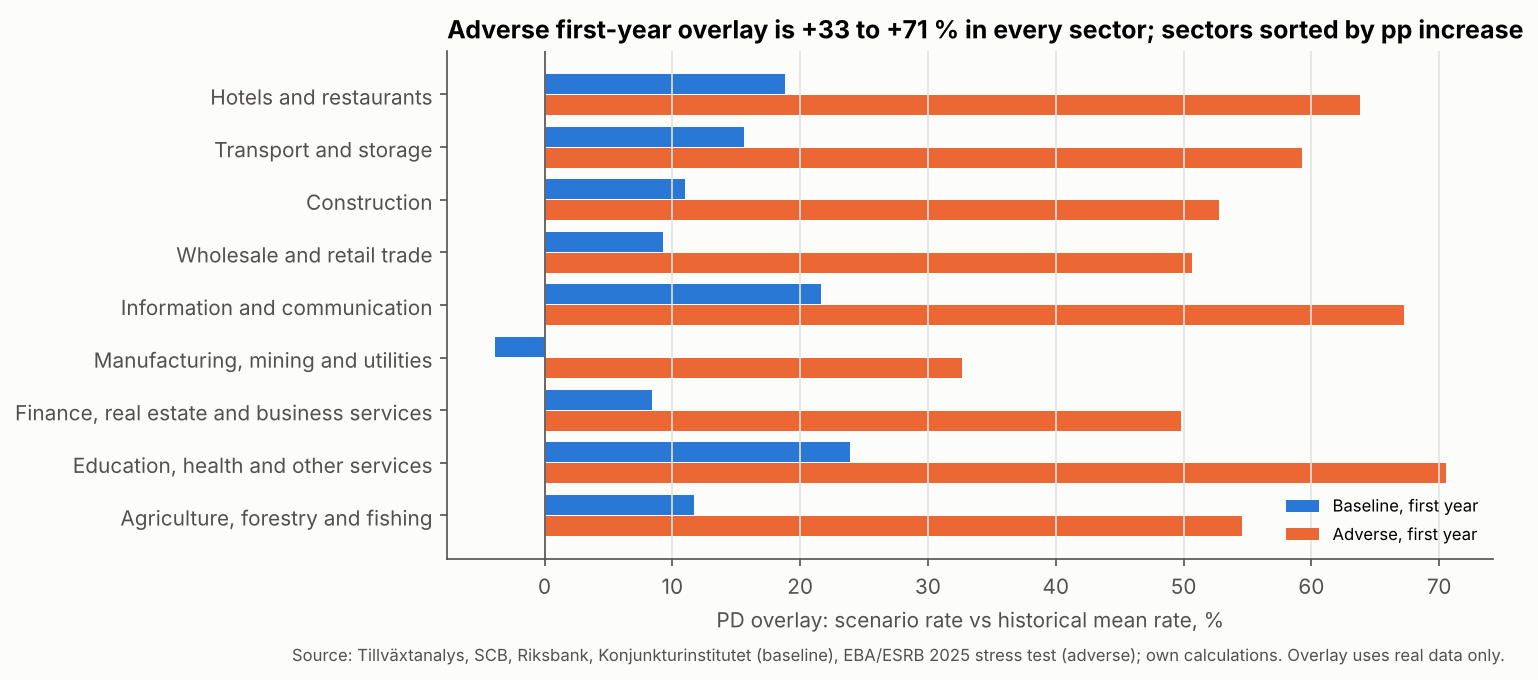 Adverse first-year overlay is +33 to +71 % in every sector; sectors sorted by pp increase
Hotels and restaurants
Transport and storage
Construction
Wholesale and retail trade
Information and communication
Manufacturing, mining and utilities
Finance, real estate and business services
Education, health and other services
Agriculture, forestry and fishing
Baseline, first year
Adverse, first year
0 10 20 30 40 50 60 70
PD overlay: scenario rate vs historical mean rate, %
Source: Tillväxtanalys, SCB, Riksbank, Konjunkturinstitutet (baseline), EBA/ESRB 2025 stress test (adverse); own calculations. Overlay uses real data only.